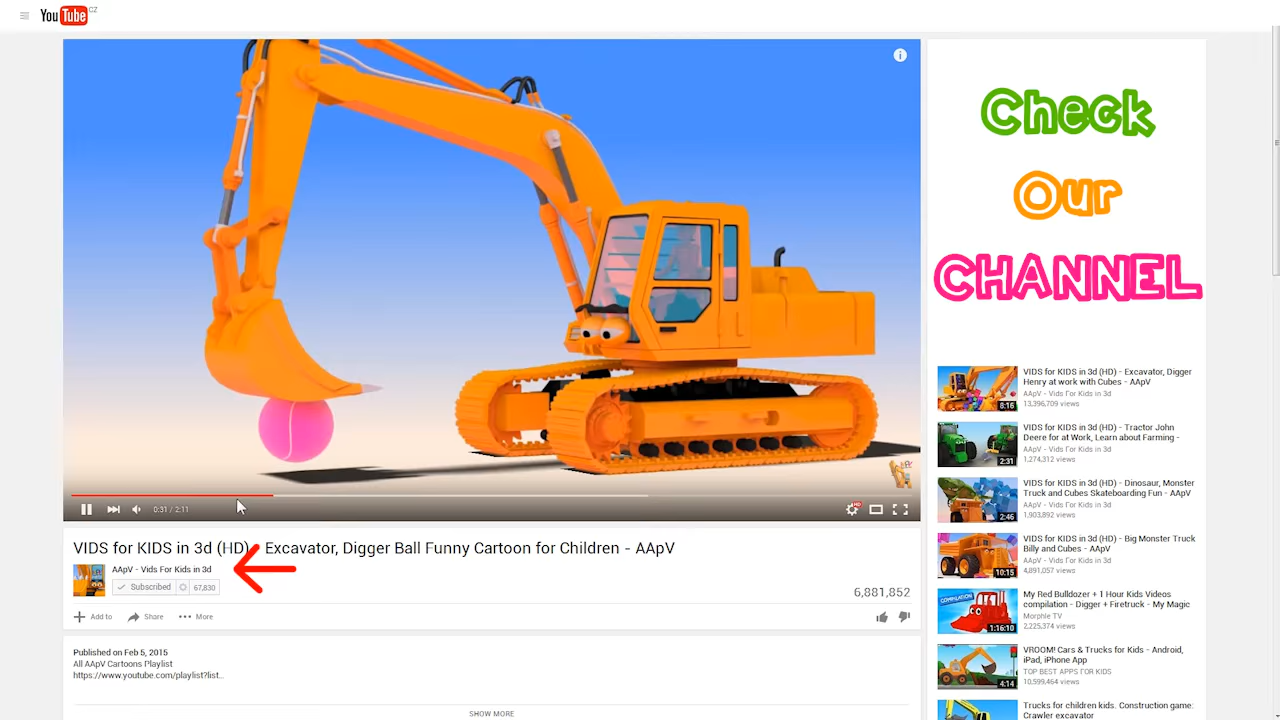 YouTube CZ
Check
Our
CHANNEL
0:31 / 2:11
HD
VIDS for KIDS in 3d (HD) - Excavator, Digger Ball Funny Cartoon for Children - AApV
AApV - Vids For Kids in 3d
Subscribed 67,830
6,881,852
Add to Share More
Published on Feb 5, 2015
All AApV Cartoons Playlist
https://www.youtube.com/playlist?list...
SHOW MORE
VIDS for KIDS in 3d (HD) - Excavator, Digger
Henry at work with Cubes - AApV
AApV - Vids For Kids in 3d
13,396,709 views
8:16
VIDS for KIDS in 3d (HD) - Tractor John
Deere for at Work, Learn about Farming -
AApV - Vids For Kids in 3d
1,274,312 views
2:31
VIDS for KIDS in 3d (HD) - Dinosaur, Monster
Truck and Cubes Skateboarding Fun - AApV
AApV - Vids For Kids in 3d
1,903,892 views
2:46
VIDS for KIDS in 3d (HD) - Big Monster Truck
Billy and Cubes - AApV
AApV - Vids For Kids in 3d
4,891,057 views
10:15
My Red Bulldozer + 1 Hour Kids Videos
compilation - Digger + Firetruck - My Magic
Morphle TV
2,225,374 views
COMPILATION
1:16:10
VROOM! Cars & Trucks for Kids - Android,
iPad, iPhone App
TOP BEST APPS FOR KIDS
10,599,464 views
4:14
Trucks for children kids. Construction game:
Crawler excavator